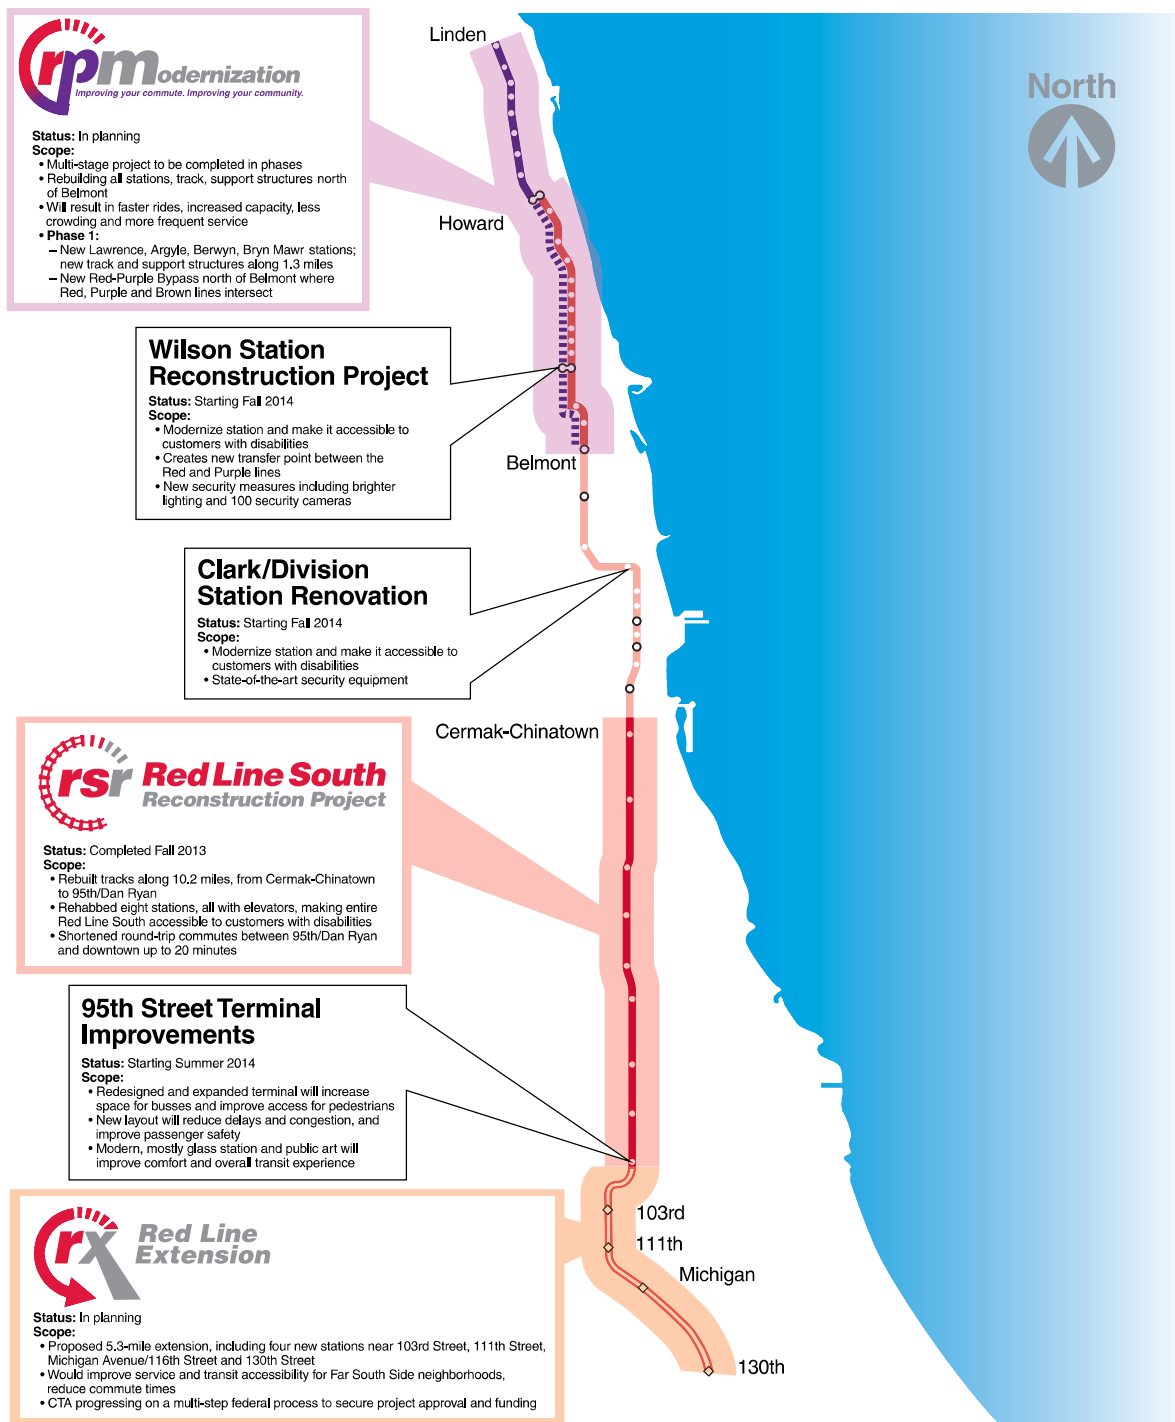 rpmodernization
Improving your commute. Improving your community.
Status: In planning
Scope:
• Multi-stage project to be completed in phases
• Rebuilding all stations, track, support structures north
of Belmont
• Will result in faster rides, increased capacity, less
crowding and more frequent service
• Phase 1:
– New Lawrence, Argyle, Berwyn, Bryn Mawr stations;
new track and support structures along 1.3 miles
– New Red-Purple Bypass north of Belmont where
Red, Purple and Brown lines intersect
Linden
North
Howard
Wilson Station
Reconstruction Project
Status: Starting Fall 2014
Scope:
• Modernize station and make it accessible to
customers with disabilities
• Creates new transfer point between the
Red and Purple lines
• New security measures including brighter
lighting and 100 security cameras
Belmont
Clark/Division
Station Renovation
Status: Starting Fall 2014
Scope:
• Modernize station and make it accessible to
customers with disabilities
• State-of-the-art security equipment
Cermak-Chinatown
rsr Red Line South
Reconstruction Project
Status: Completed Fall 2013
Scope:
• Rebuilt tracks along 10.2 miles, from Cermak-Chinatown
to 95th/Dan Ryan
• Rehabbed eight stations, all with elevators, making entire
Red Line South accessible to customers with disabilities
• Shortened round-trip commutes between 95th/Dan Ryan
and downtown up to 20 minutes
95th Street Terminal
Improvements
Status: Starting Summer 2014
Scope:
• Redesigned and expanded terminal will increase
space for busses and improve access for pedestrians
• New layout will reduce delays and congestion, and
improve passenger safety
• Modern, mostly glass station and public art will
improve comfort and overall transit experience
103rd
111th
Michigan
130th
rx Red Line
Extension
Status: In planning
Scope:
• Proposed 5.3-mile extension, including four new stations near 103rd Street, 111th Street,
Michigan Avenue/116th Street and 130th Street
• Would improve service and transit accessibility for Far South Side neighborhoods,
reduce commute times
• CTA progressing on a multi-step federal process to secure project approval and funding